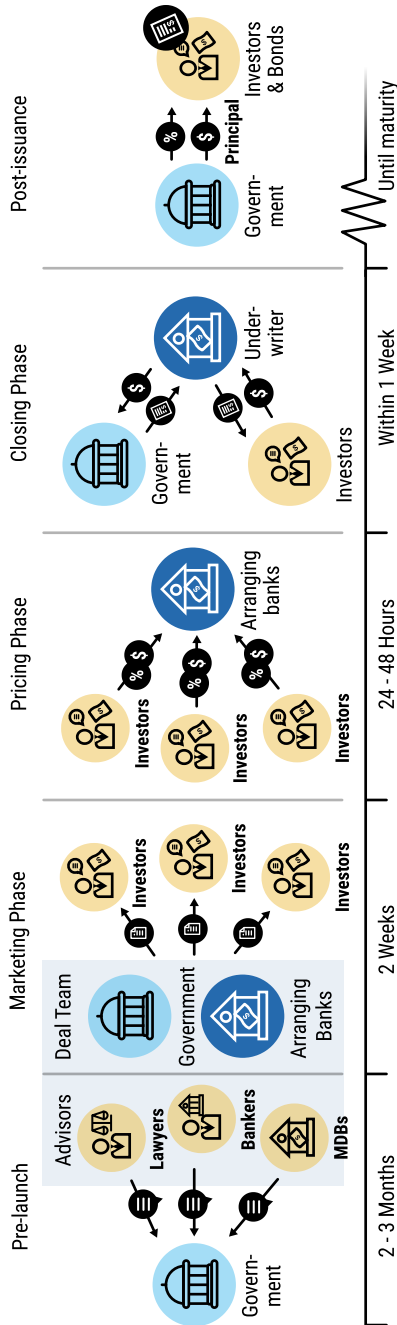 Pre-launch
Advisors
Lawyers
Bankers
MDBs
Govern-
ment
2 - 3 Months
Marketing Phase
Deal Team
Government
Arranging
Banks
Investors
Investors
Investors
2 Weeks
Pricing Phase
Investors
Investors
Investors
%
$
%
$
%
$
Arranging
banks
24 - 48 Hours
Closing Phase
Govern-
ment
$
$
Under-
writer
Investors
Within 1 Week
Post-issuance
Govern-
ment
%
$
Principal
Investors
& Bonds
Until maturity